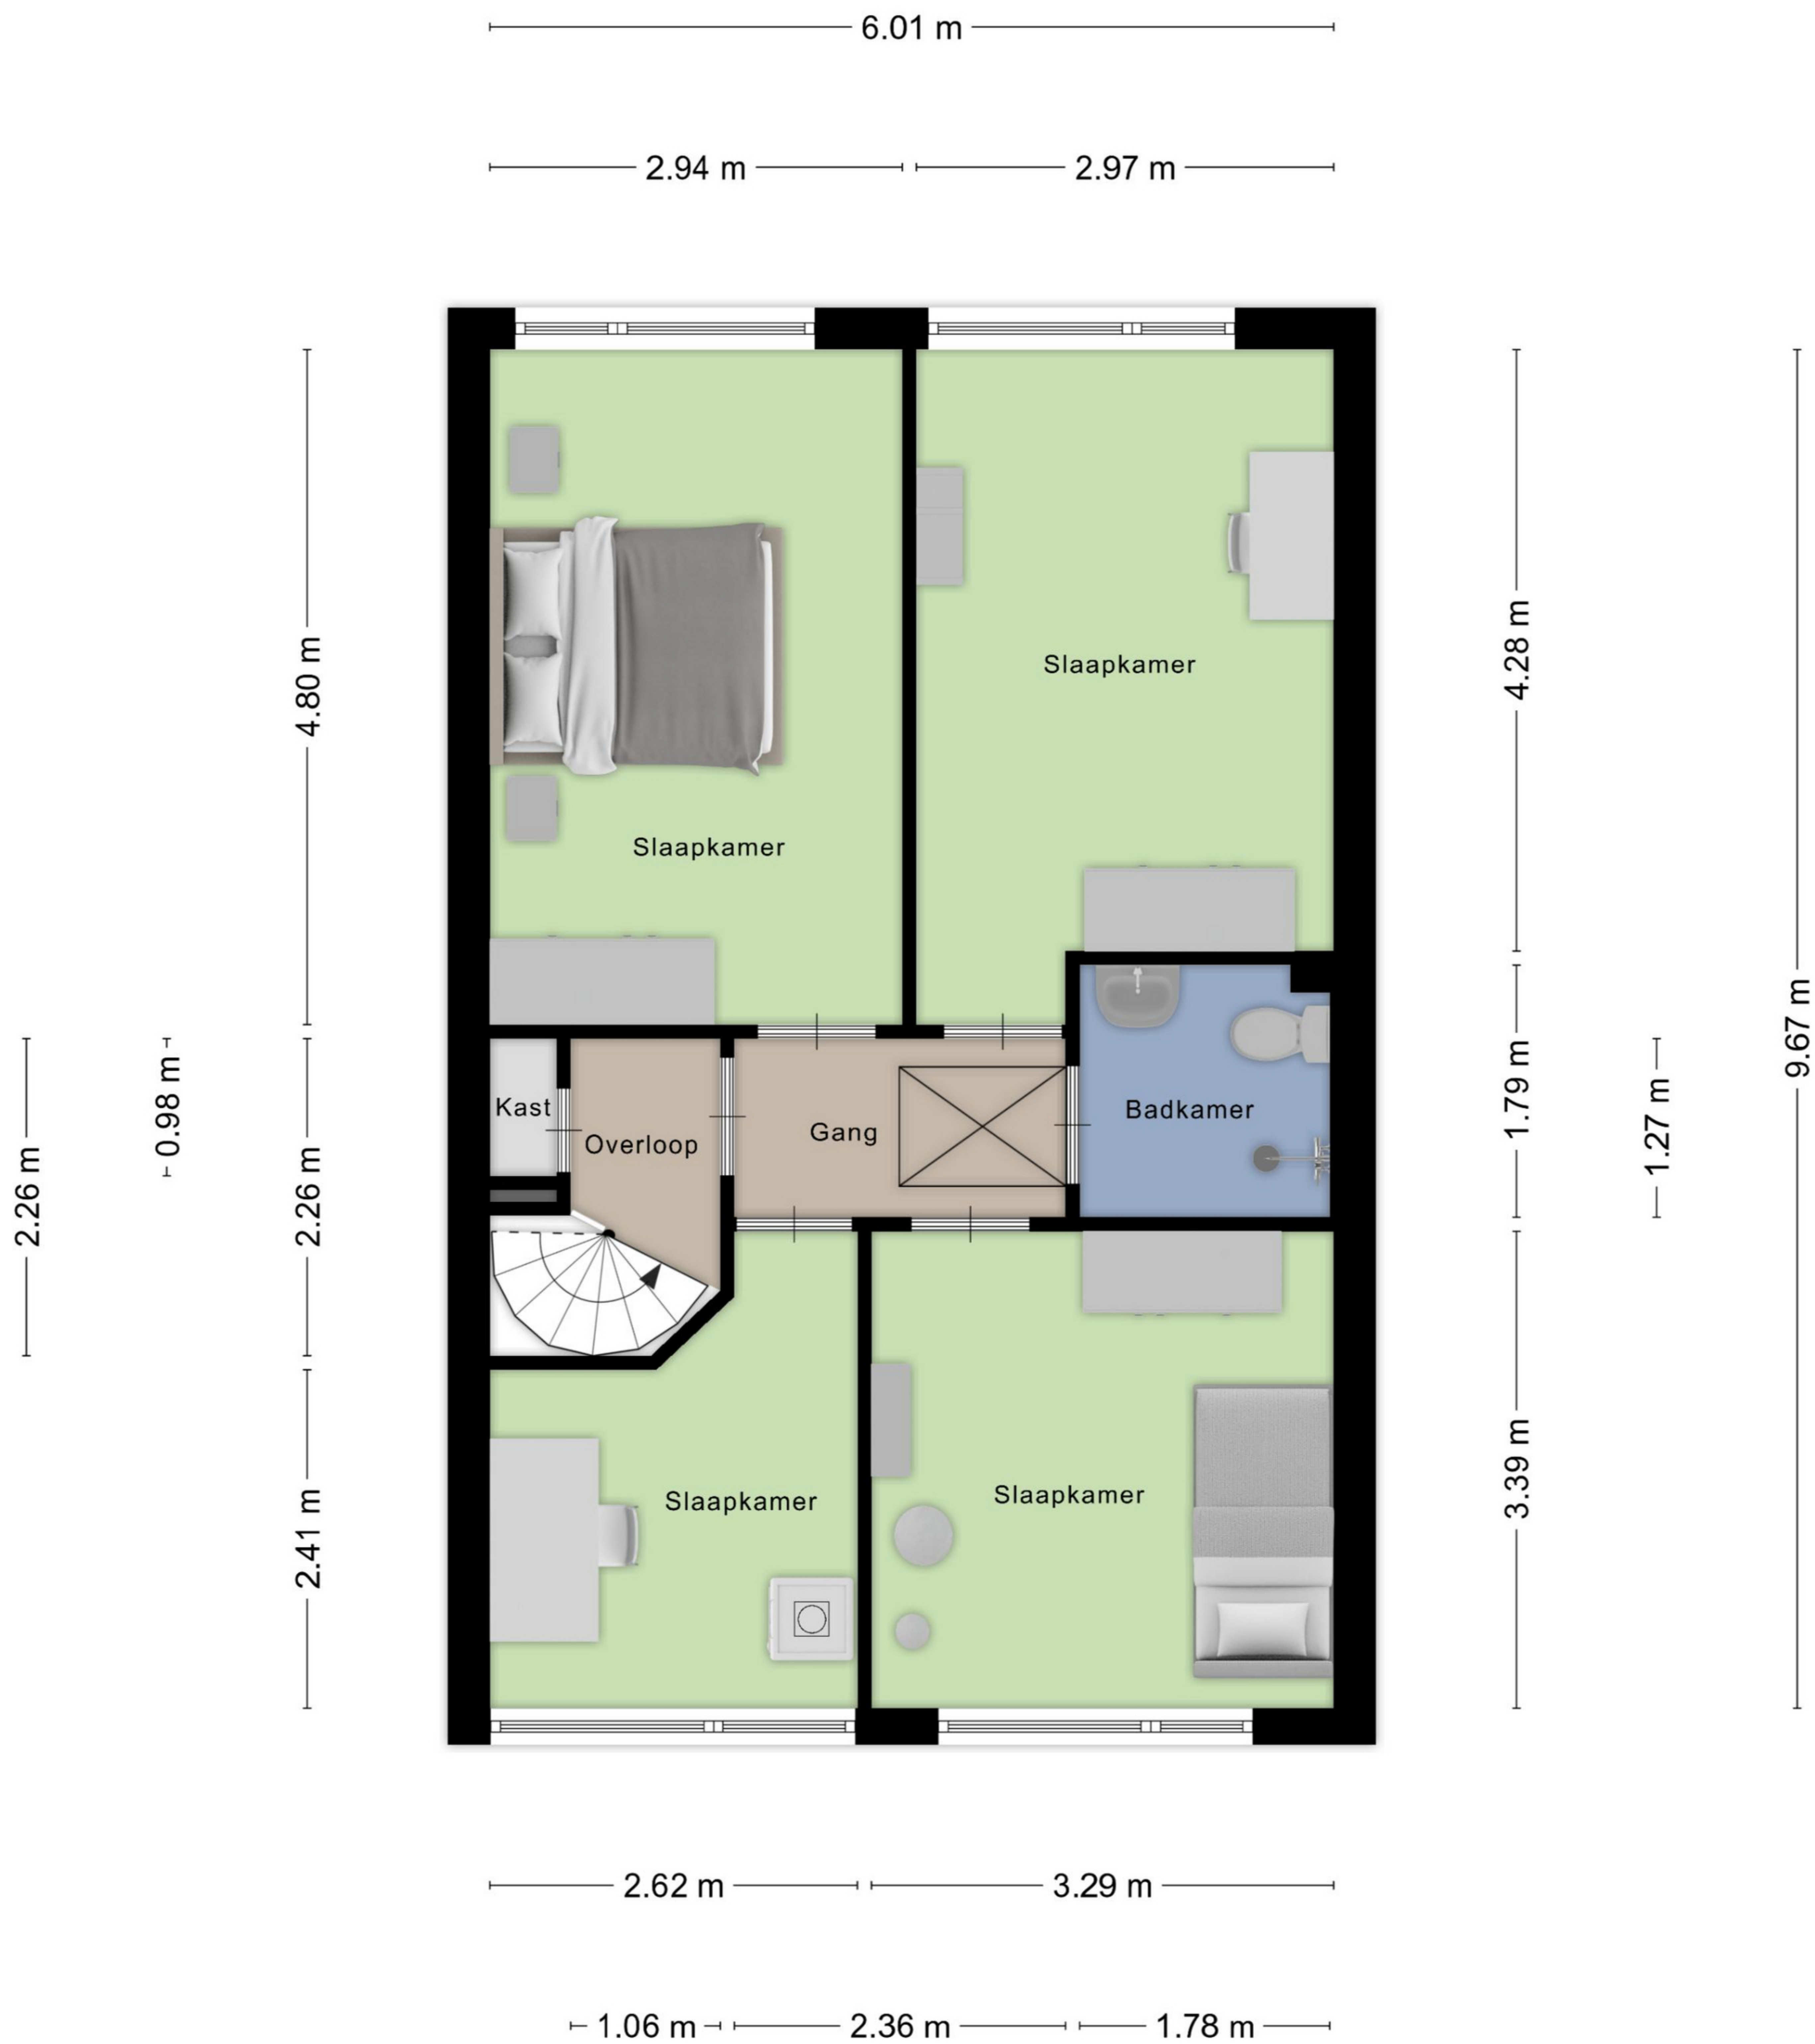 6.01 m
2.94 m
2.97 m
4.80 m
4.28 m
Slaapkamer
Slaapkamer
9.67 m
2.26 m
0.98 m
2.26 m
Kast
Overloop
Gang
Badkamer
1.79 m
1.27 m
2.41 m
Slaapkamer
Slaapkamer
3.39 m
2.62 m
3.29 m
1.06 m
2.36 m
1.78 m